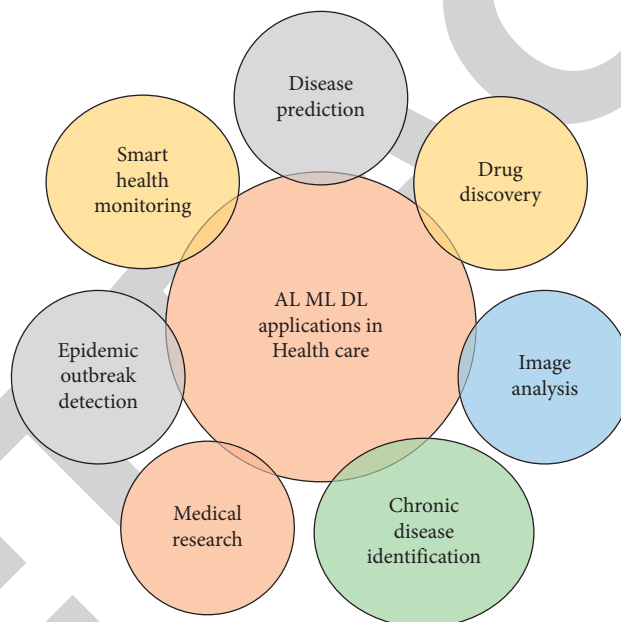 Disease
prediction
Drug
discovery
Smart
health
monitoring
AL ML DL
applications in
Health care
Image
analysis
Epidemic
outbreak
detection
Chronic
disease
identification
Medical
research